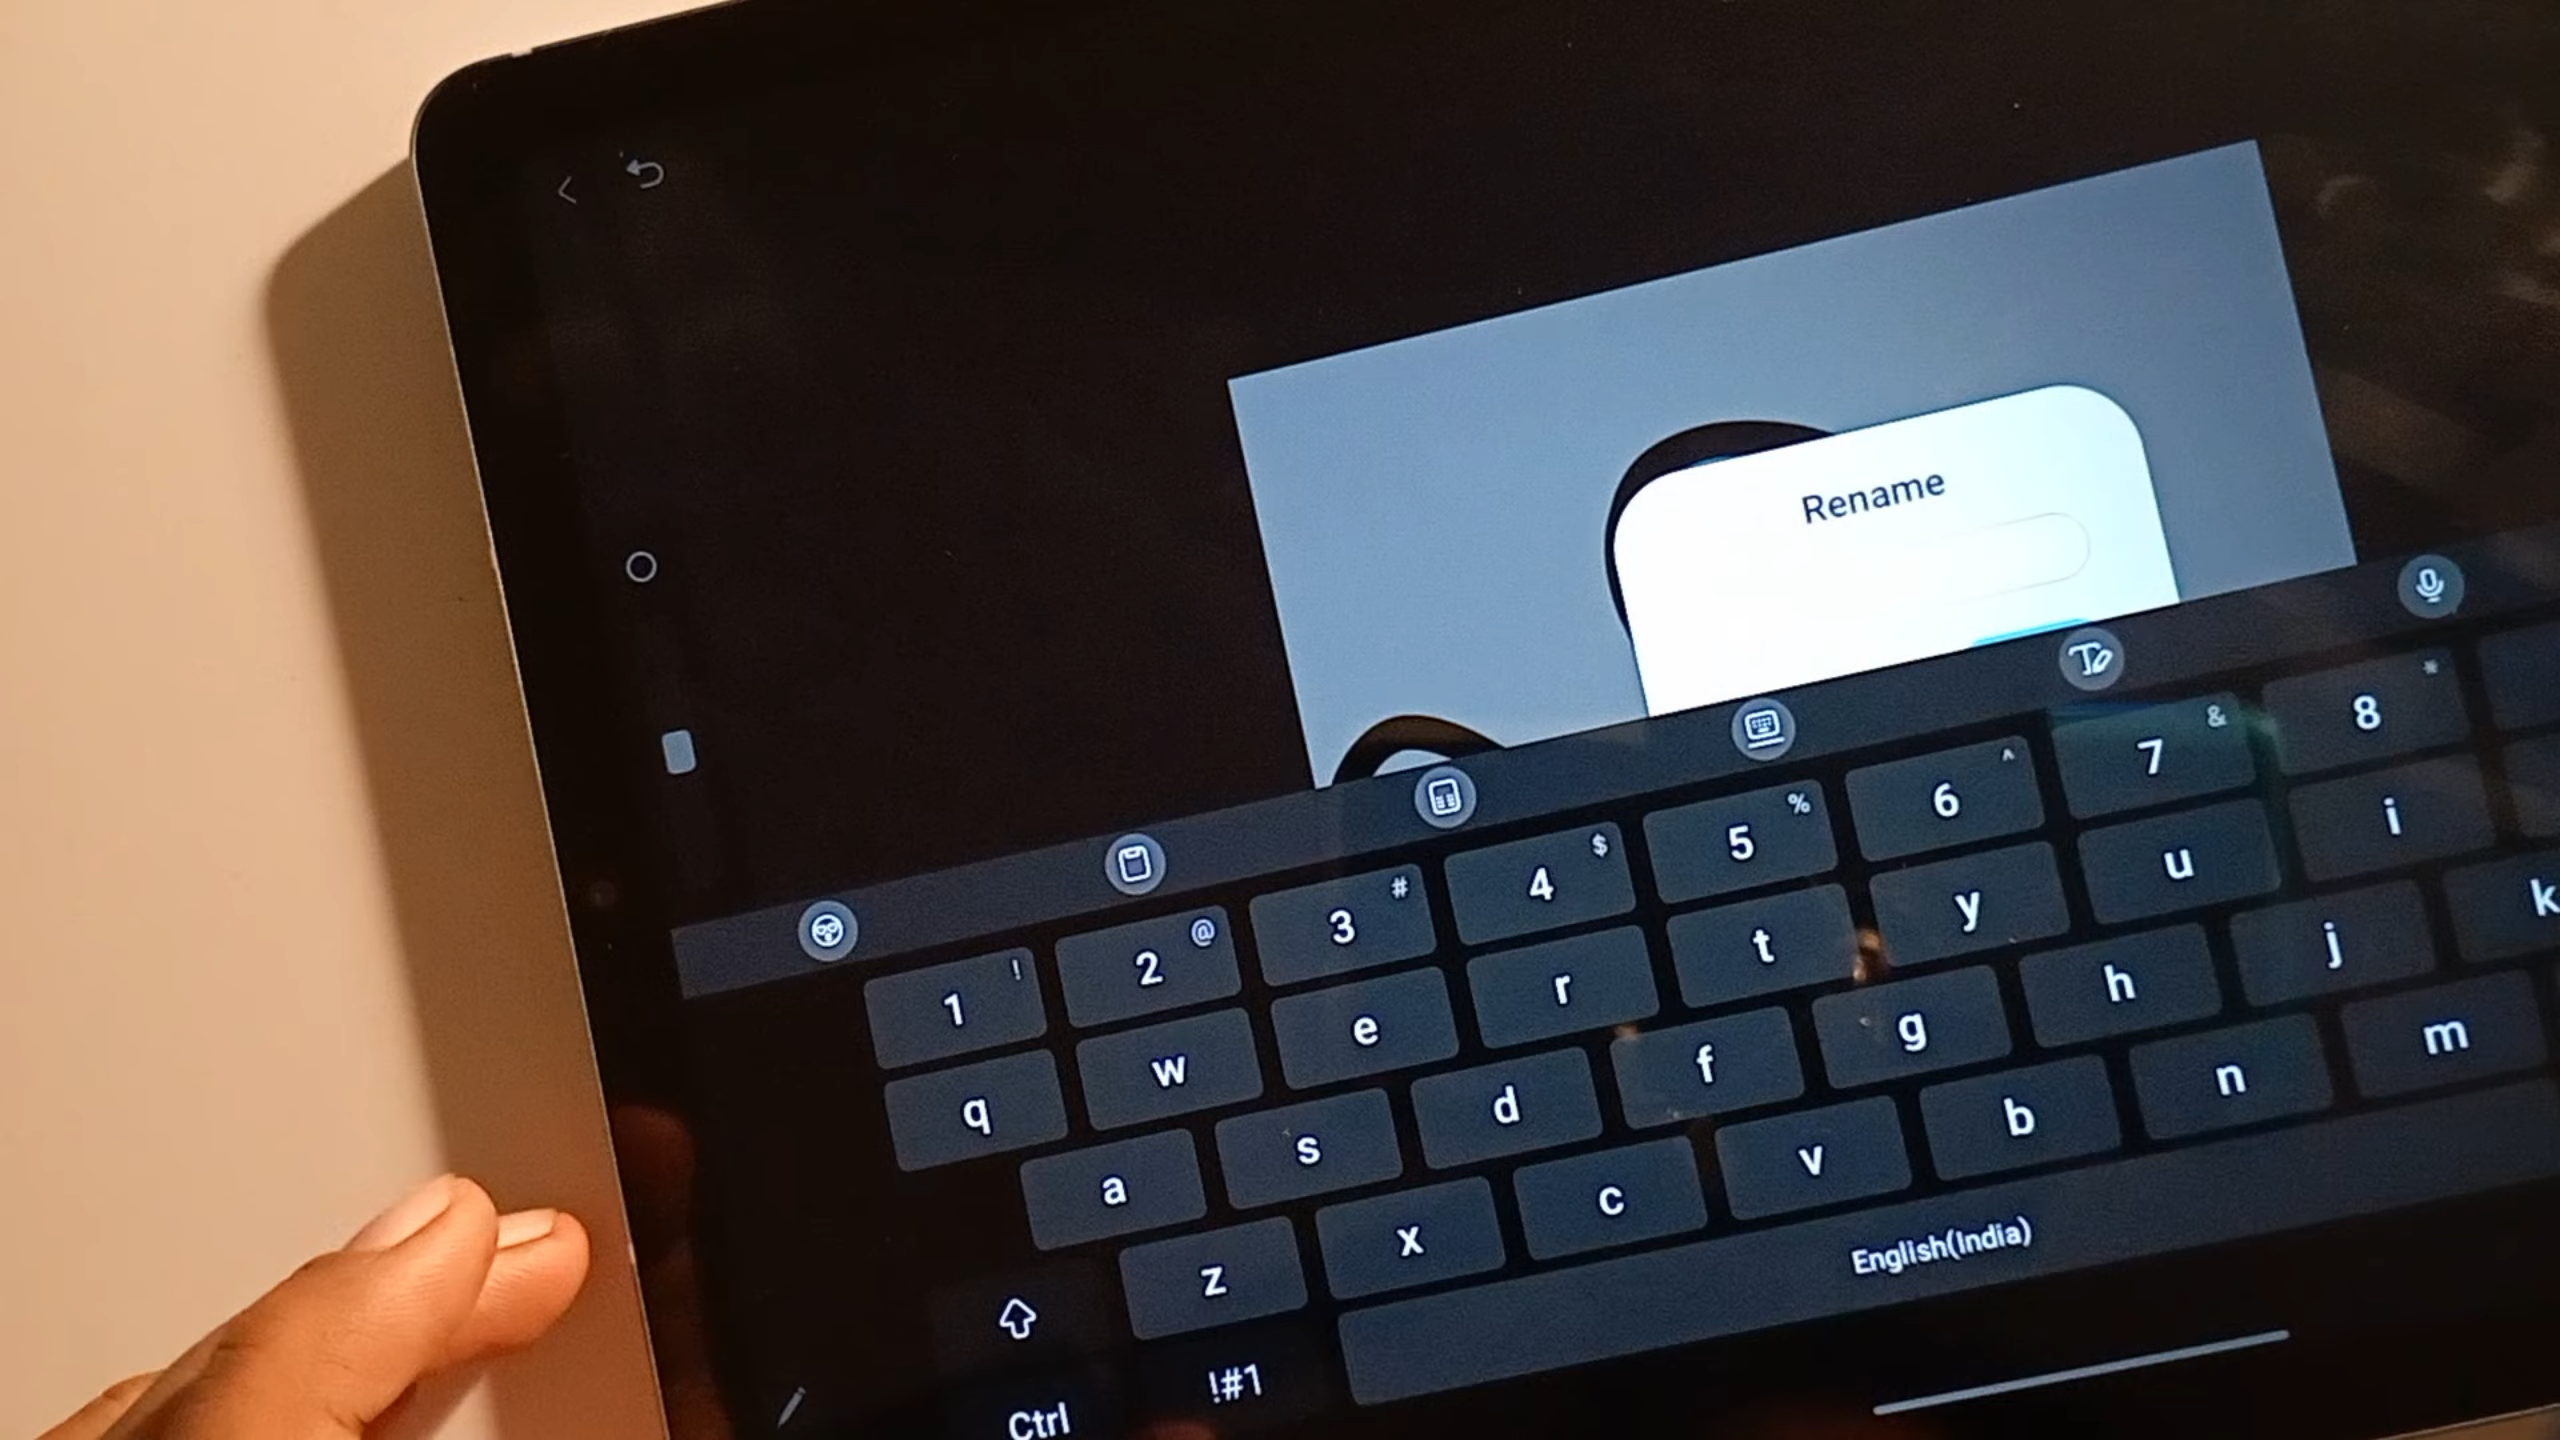 Rename
! @ # $ % ^ & *
1 2 3 4 5 6 7 8
q w e r t y u i
a s d f g h j k
z x c v b n m
!#1 English(India)
Ctrl